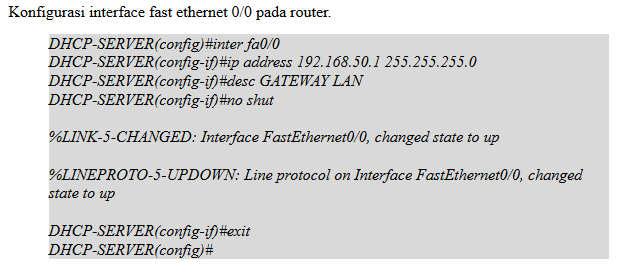 Konfigurasi interface fast ethernet 0/0 pada router.
DHCP-SERVER(config)#inter fa0/0
DHCP-SERVER(config-if)#ip address 192.168.50.1 255.255.255.0
DHCP-SERVER(config-if)#desc GATEWAY LAN
DHCP-SERVER(config-if)#no shut
%LINK-5-CHANGED: Interface FastEthernet0/0, changed state to up
%LINEPROTO-5-UPDOWN: Line protocol on Interface FastEthernet0/0, changed
state to up
DHCP-SERVER(config-if)#exit
DHCP-SERVER(config)#